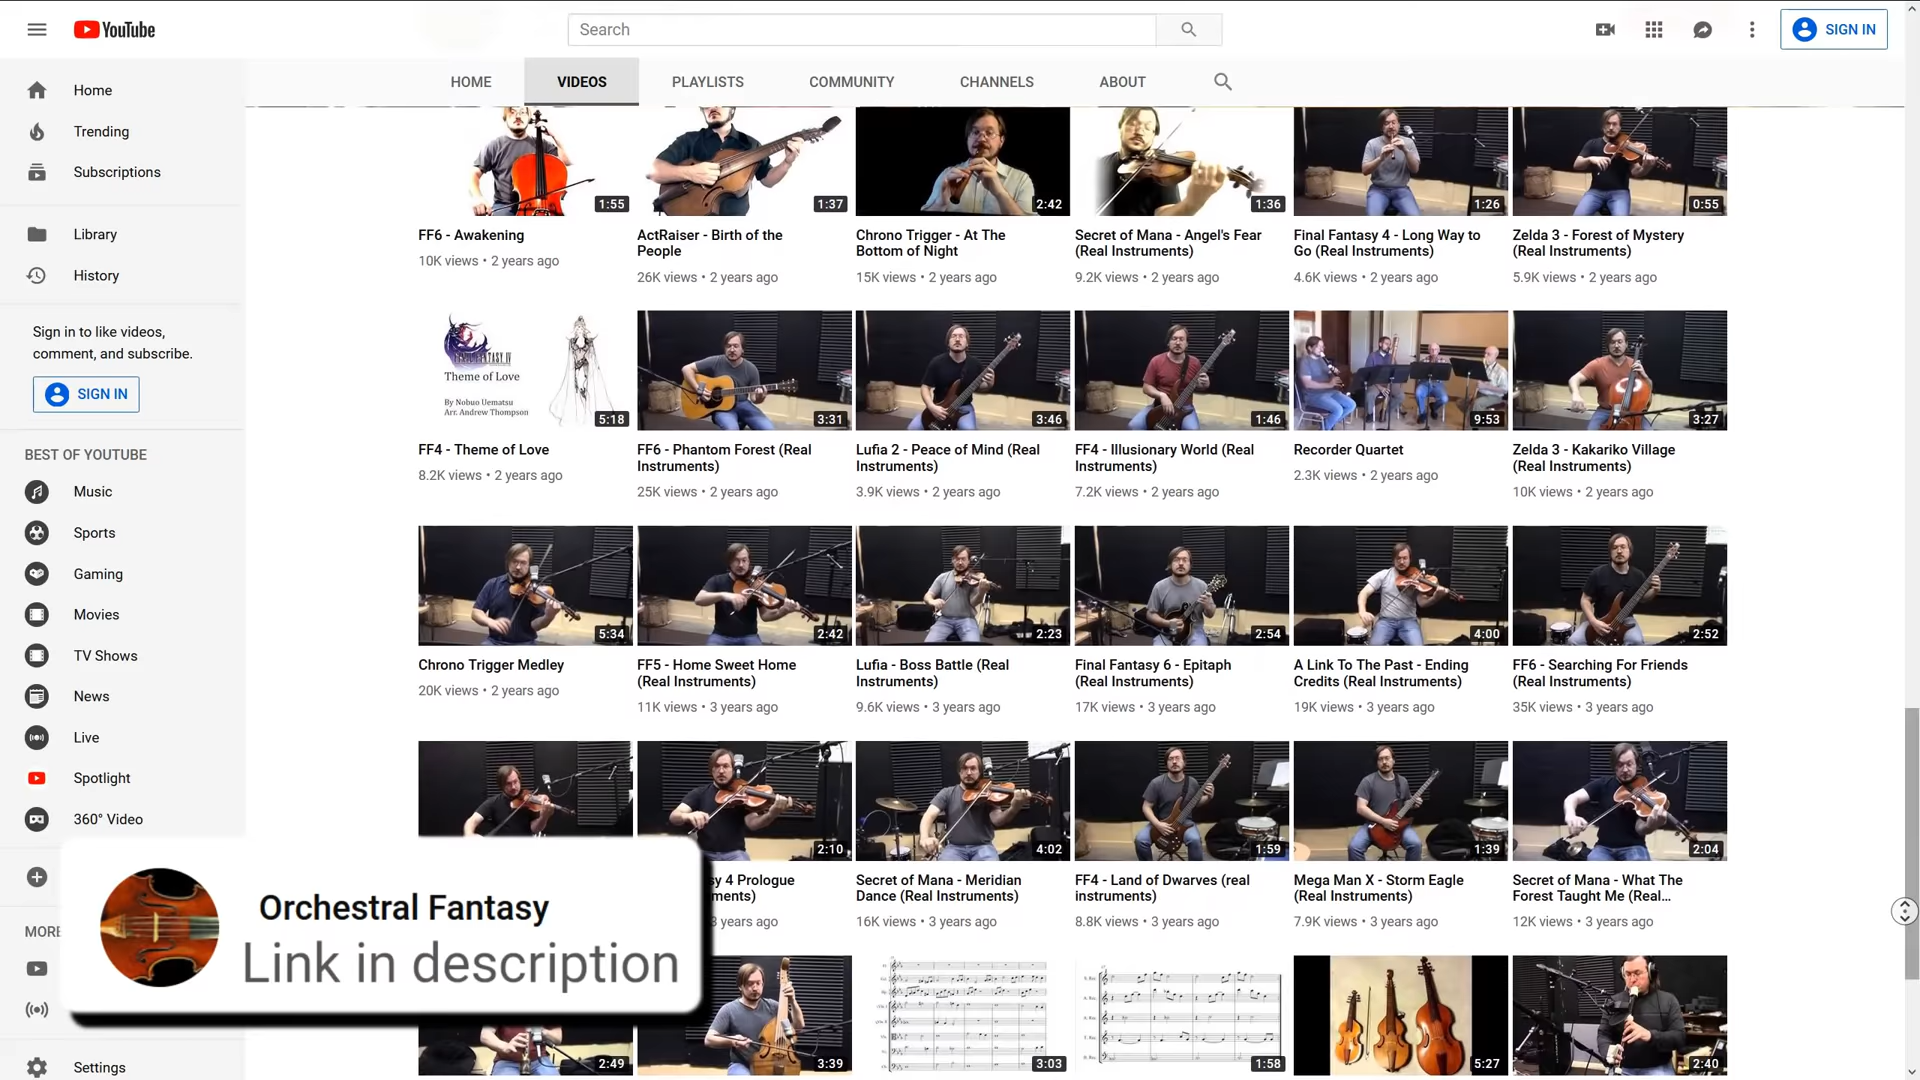 YouTube
Search
SIGN IN
HOME
VIDEOS
PLAYLISTS
COMMUNITY
CHANNELS
ABOUT
Home
Trending
Subscriptions
Library
History
Sign in to like videos,
comment, and subscribe.
SIGN IN
BEST OF YOUTUBE
Music
Sports
Gaming
Movies
TV Shows
News
Live
Spotlight
360° Video
MORE
Settings
1:55
1:37
2:42
1:36
1:26
0:55
FF6 - Awakening
10K views • 2 years ago
ActRaiser - Birth of the
People
26K views • 2 years ago
Chrono Trigger - At The
Bottom of Night
15K views • 2 years ago
Secret of Mana - Angel's Fear
(Real Instruments)
9.2K views • 2 years ago
Final Fantasy 4 - Long Way to
Go (Real Instruments)
4.6K views • 2 years ago
Zelda 3 - Forest of Mystery
(Real Instruments)
5.9K views • 2 years ago
FINAL FANTASY IV
Theme of Love
By Nobuo Uematsu
Arr. Andrew Thompson
5:18
3:31
3:46
1:46
9:53
3:27
FF4 - Theme of Love
8.2K views • 2 years ago
FF6 - Phantom Forest (Real
Instruments)
25K views • 2 years ago
Lufia 2 - Peace of Mind (Real
Instruments)
3.9K views • 2 years ago
FF4 - Illusionary World (Real
Instruments)
7.2K views • 2 years ago
Recorder Quartet
2.3K views • 2 years ago
Zelda 3 - Kakariko Village
(Real Instruments)
10K views • 2 years ago
5:34
2:42
2:23
2:54
4:00
2:52
Chrono Trigger Medley
20K views • 2 years ago
FF5 - Home Sweet Home
(Real Instruments)
11K views • 3 years ago
Lufia - Boss Battle (Real
Instruments)
9.6K views • 3 years ago
Final Fantasy 6 - Epitaph
(Real Instruments)
17K views • 3 years ago
A Link To The Past - Ending
Credits (Real Instruments)
19K views • 3 years ago
FF6 - Searching For Friends
(Real Instruments)
35K views • 3 years ago
2:10
4:02
1:59
1:39
2:04
sy 4 Prologue
3 years ago
Secret of Mana - Meridian
Dance (Real Instruments)
16K views • 3 years ago
FF4 - Land of Dwarves (real
instruments)
8.8K views • 3 years ago
Mega Man X - Storm Eagle
(Real Instruments)
7.9K views • 3 years ago
Secret of Mana - What The
Forest Taught Me (Real...
12K views • 3 years ago
Orchestral Fantasy
Link in description
2:49
3:39
3:03
1:58
5:27
2:40